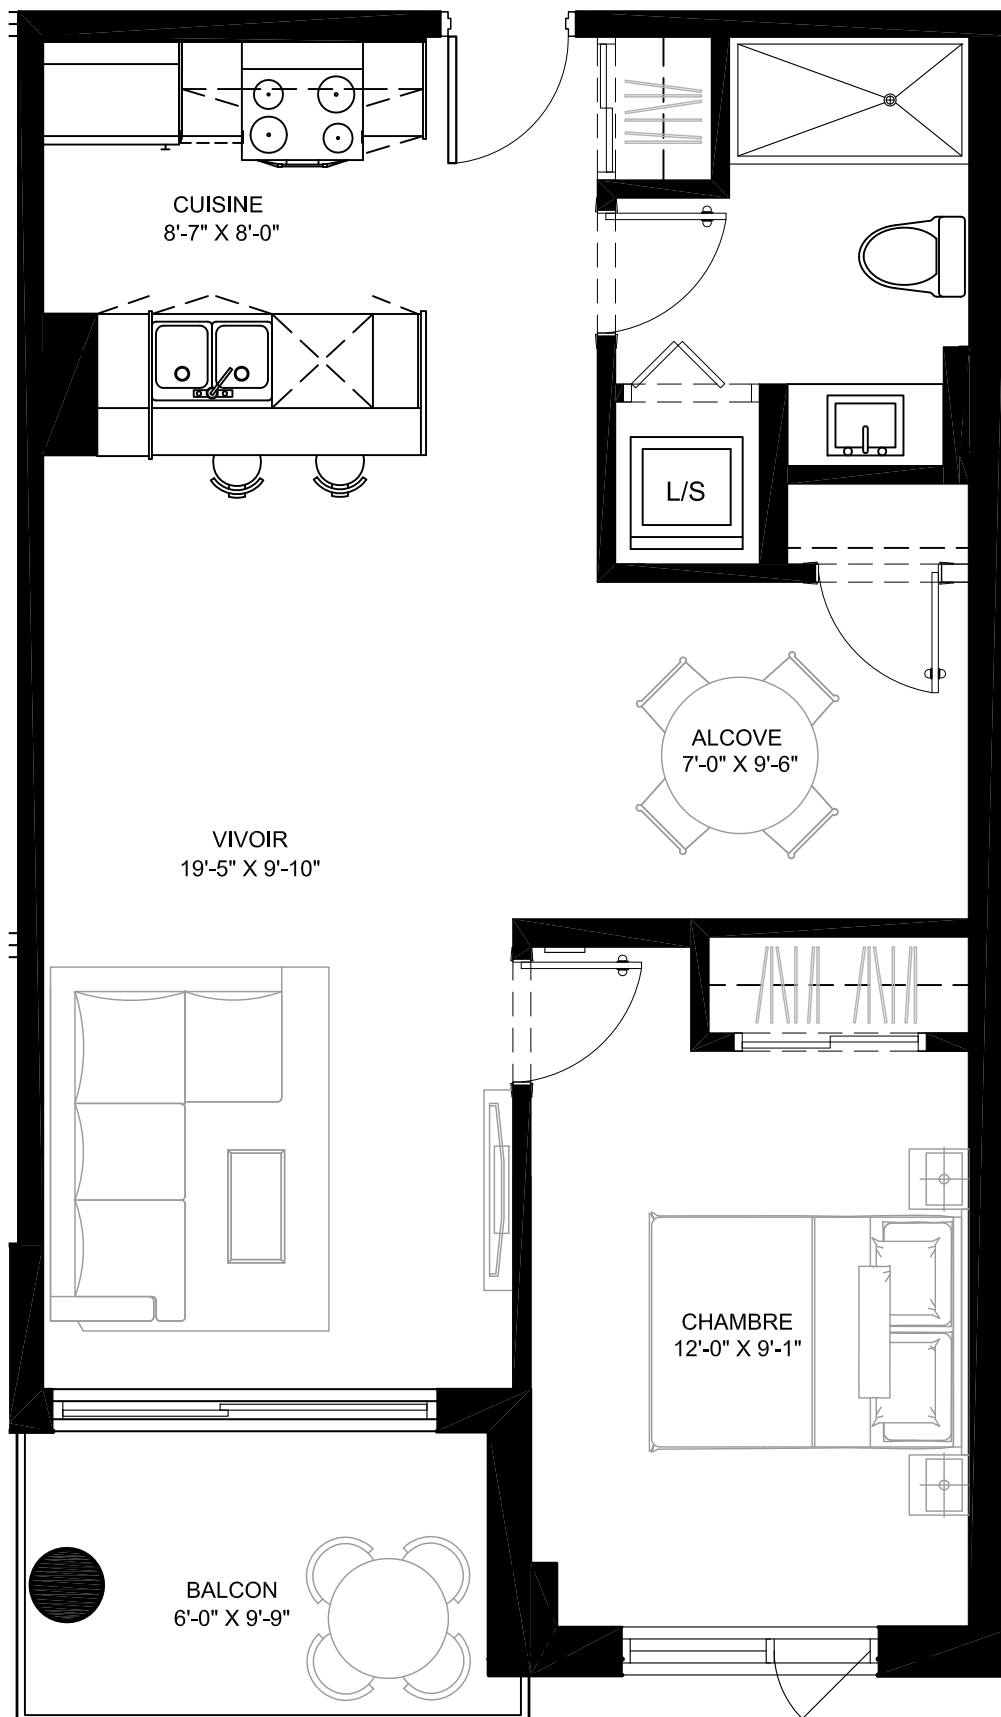 CUISINE
8'-7" X 8'-0"
L/S
ALCOVE
7'-0" X 9'-6"
VIVOIR
19'-5" X 9'-10"
CHAMBRE
12'-0" X 9'-1"
BALCON
6'-0" X 9'-9"